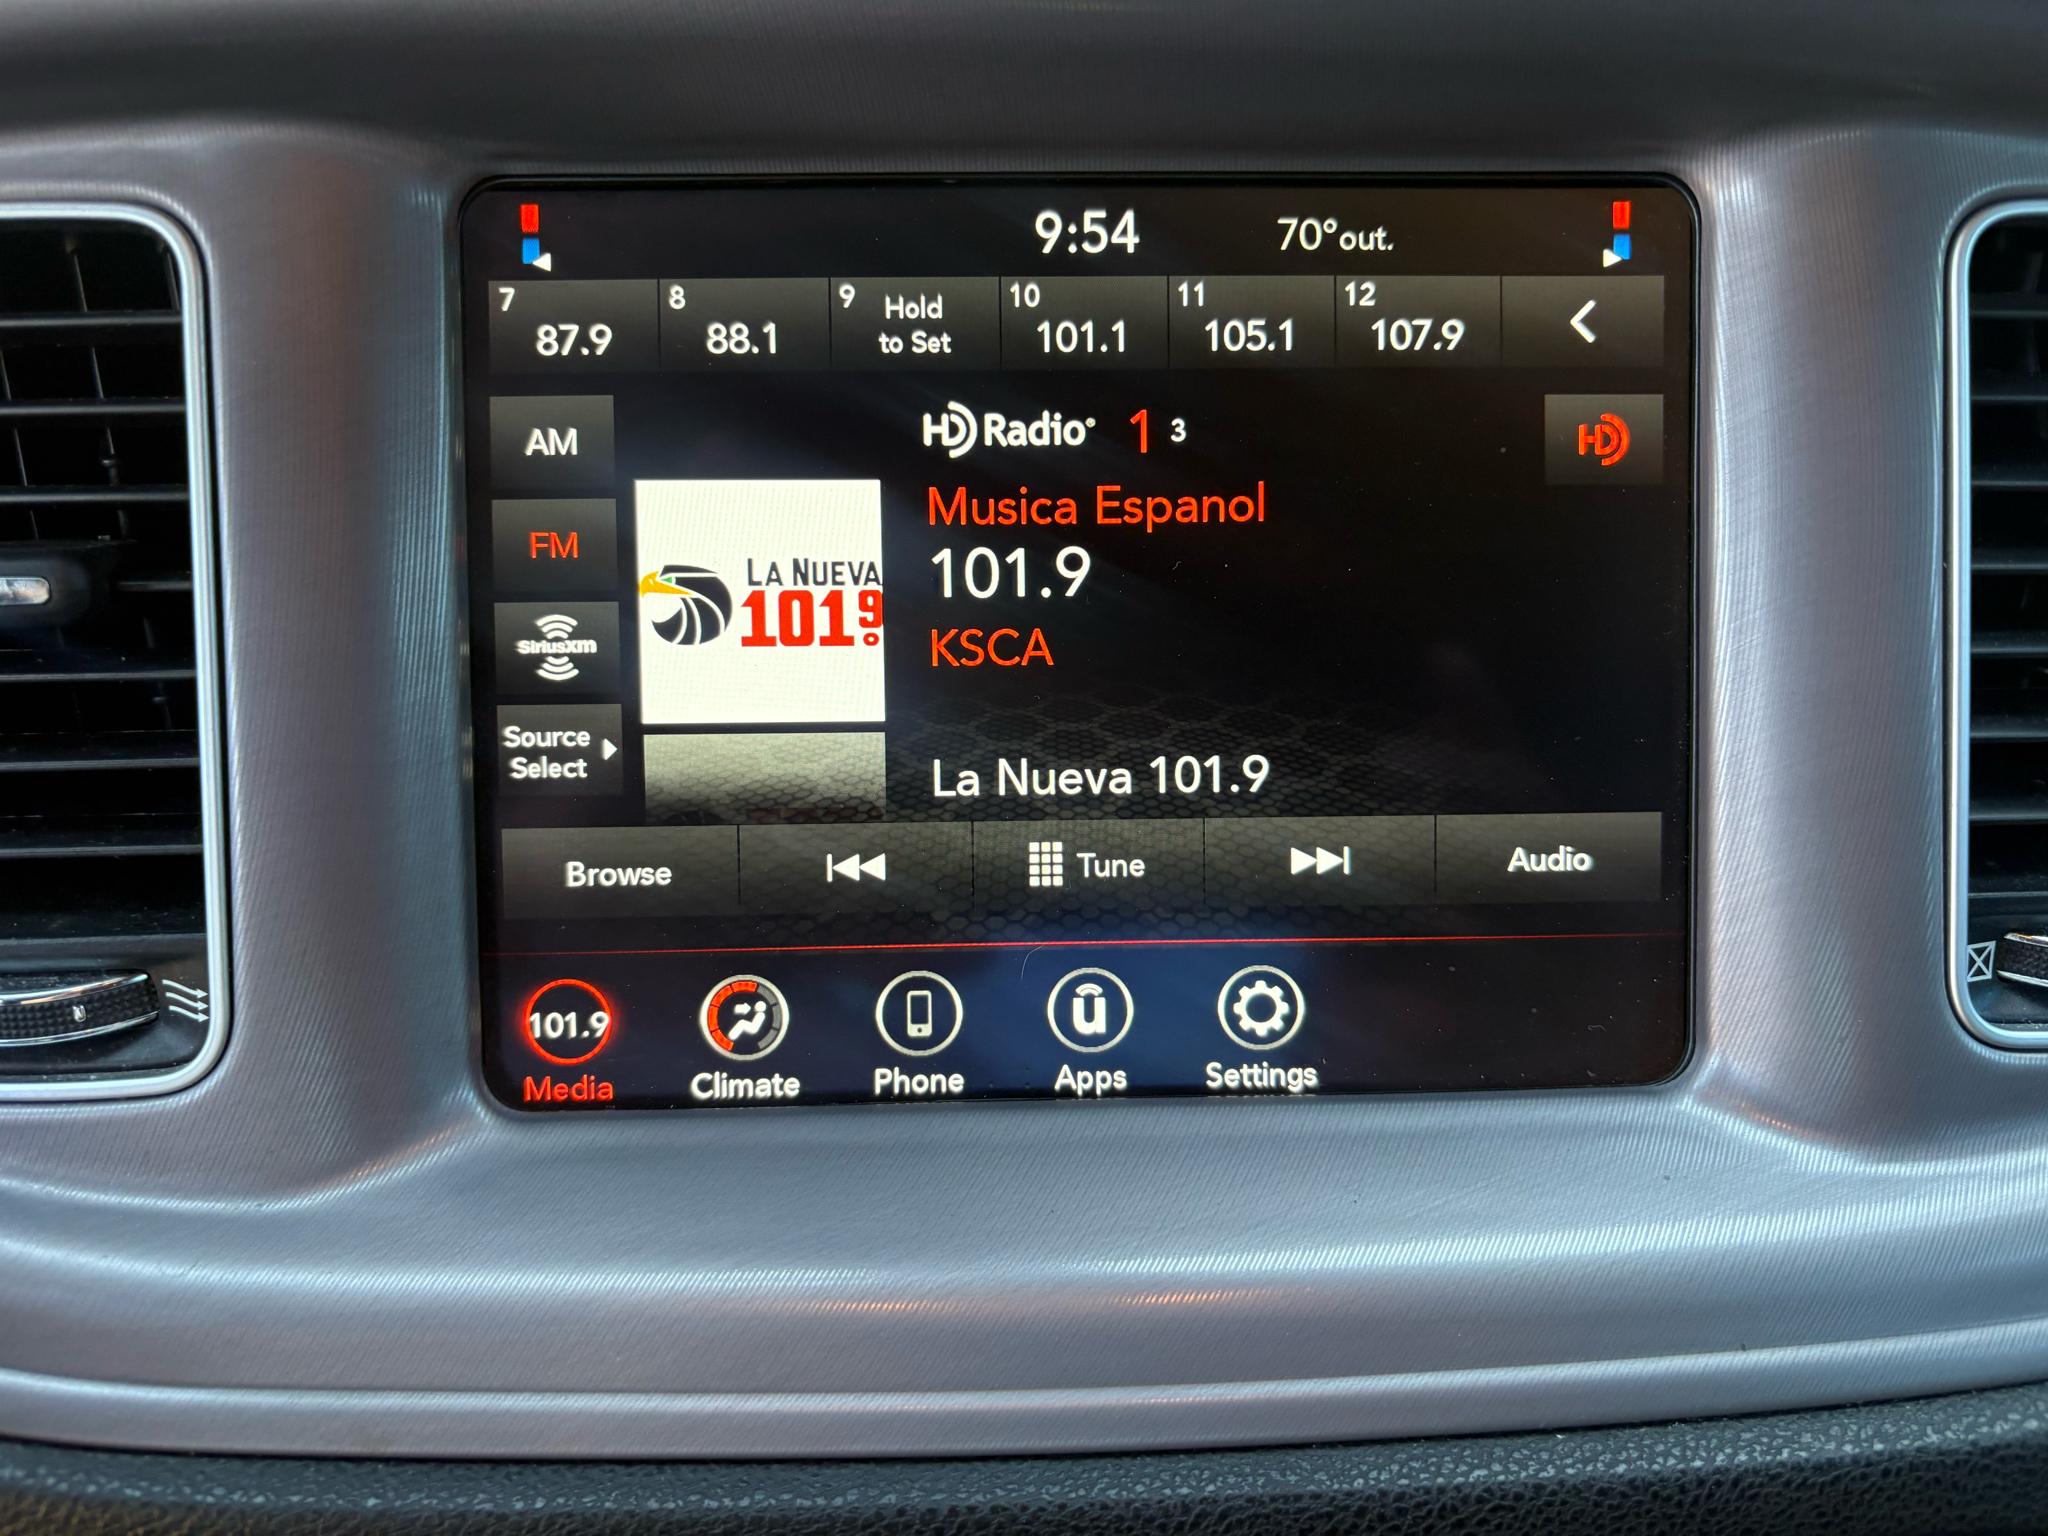 9:54 70°out.
7 87.9
8 88.1
9 Hold
to Set
10 101.1
11 105.1
12 107.9
AM
FM
SiriusXM
Source
Select
HD Radio® 1 3
HD
Musica Espanol
101.9
KSCA
La Nueva 101.9
LA NUEVA
101.9
Browse
Tune
Audio
101.9
Media
Climate
Phone
u
Apps
Settings